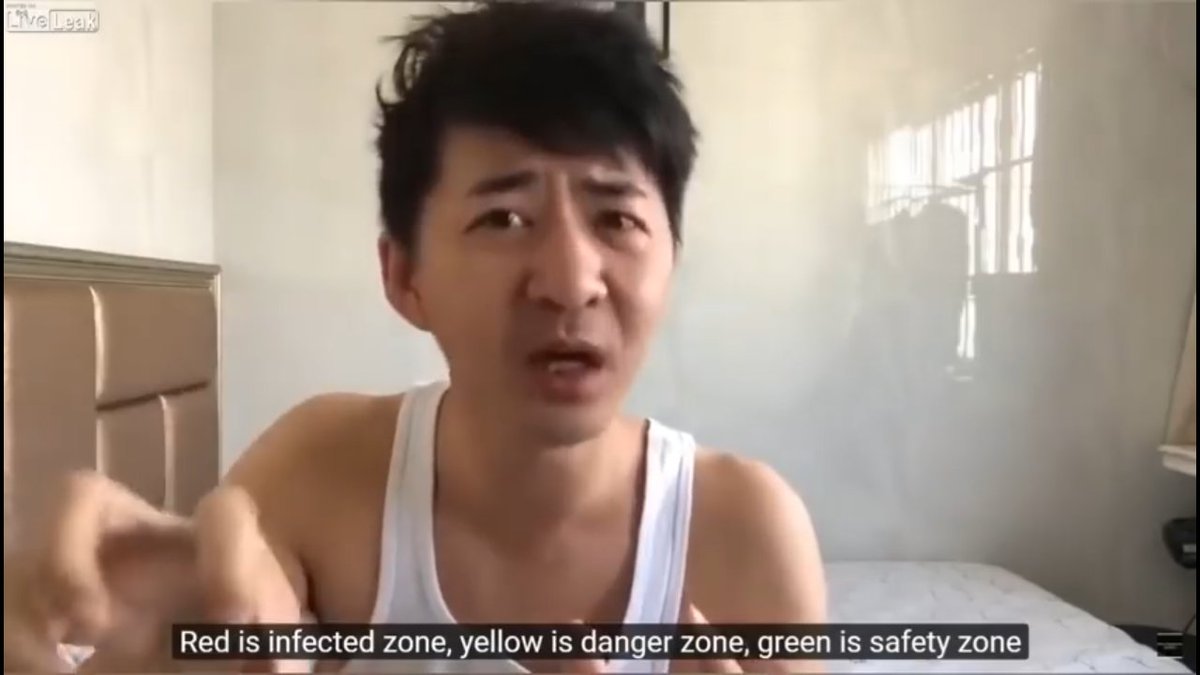 LiveLeak
Red is infected zone, yellow is danger zone, green is safety zone